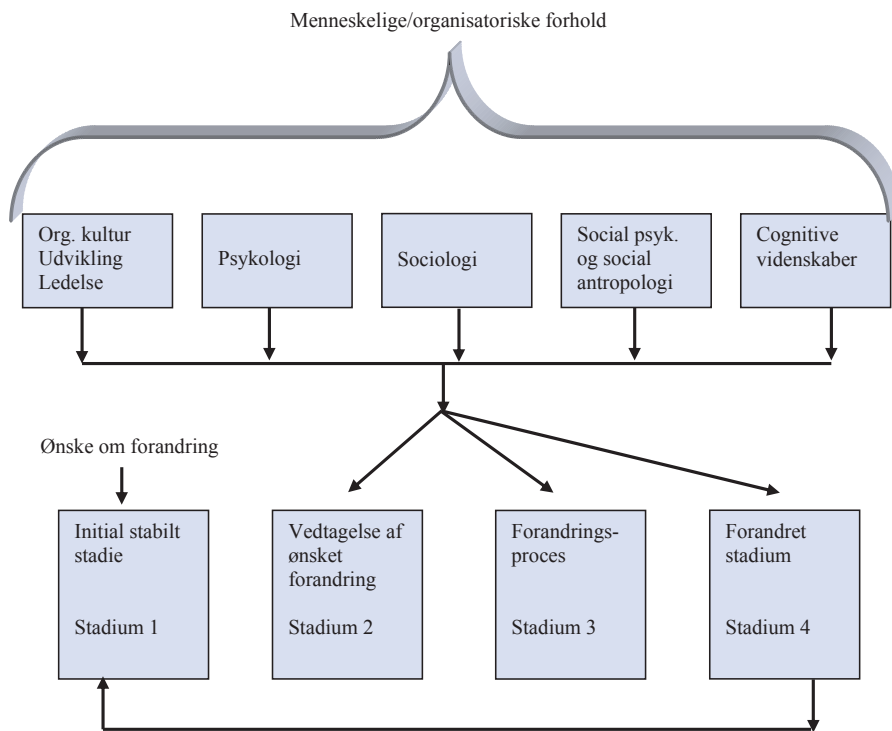 Menneskelige/organisatoriske forhold
Org. kultur
Udvikling
Ledelse
Psykologi
Sociologi
Social psyk.
og social
antropologi
Cognitive
videnskaber
Ønske om forandring
Initial stabilt
stadie
Stadium 1
Vedtagelse af
ønsket
forandring
Stadium 2
Forandrings-
proces
Stadium 3
Forandret
stadium
Stadium 4